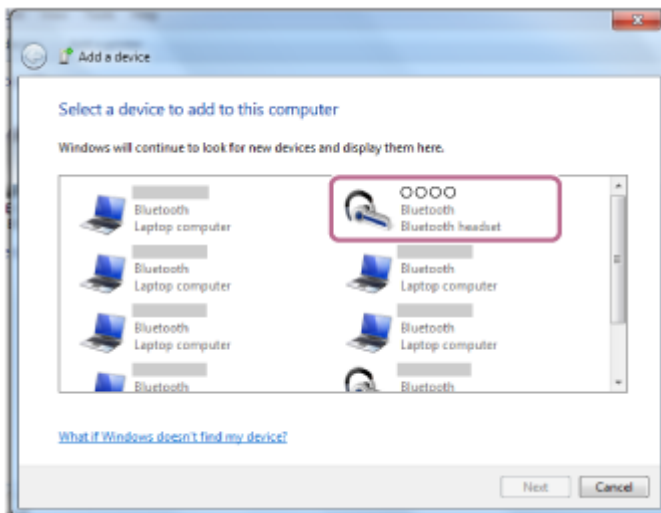 Add a device
Select a device to add to this computer
Windows will continue to look for new devices and display them here.
Bluetooth
Laptop computer
OOOO
Bluetooth
Bluetooth headset
Bluetooth
Laptop computer
Bluetooth
Laptop computer
Bluetooth
Laptop computer
Bluetooth
Laptop computer
Bluetooth
Bluetooth
What if Windows doesn't find my device?
Next
Cancel